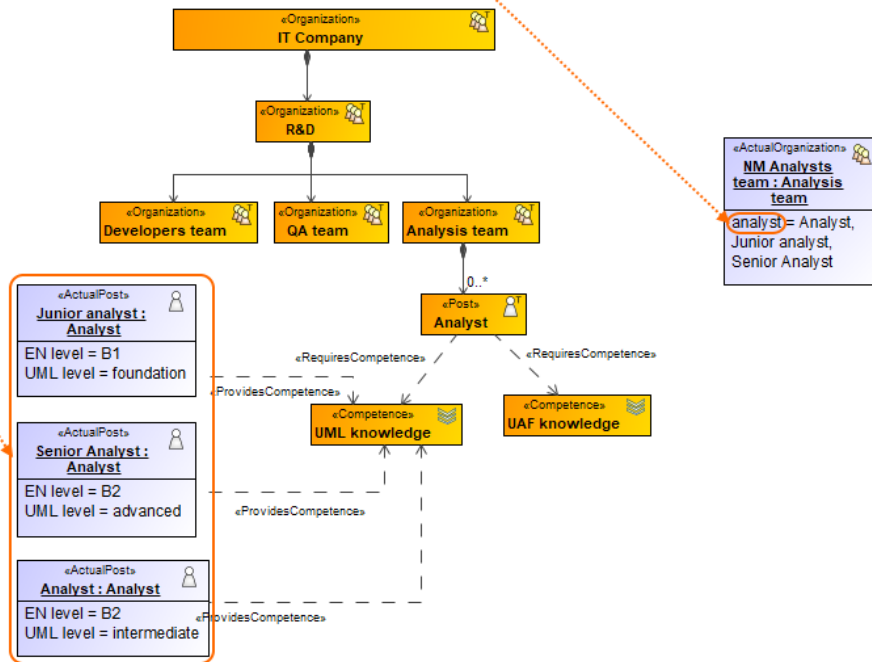 «Organization»
IT Company
«Organization»
R&D
«Organization»
Developers team
«Organization»
QA team
«Organization»
Analysis team
«ActualOrganization»
NM Analysts
team : Analysis
team
analyst = Analyst,
Junior analyst,
Senior Analyst
0..*
«Post»
Analyst
«RequiresCompetence»
«RequiresCompetence»
«ActualPost»
Junior analyst :
Analyst
EN level = B1
UML level = foundation
«ProvidesCompetence»
«Competence»
UML knowledge
«Competence»
UAF knowledge
«ActualPost»
Senior Analyst :
Analyst
EN level = B2
UML level = advanced
«ProvidesCompetence»
«ActualPost»
Analyst : Analyst
EN level = B2
UML level = intermediate
«ProvidesCompetence»